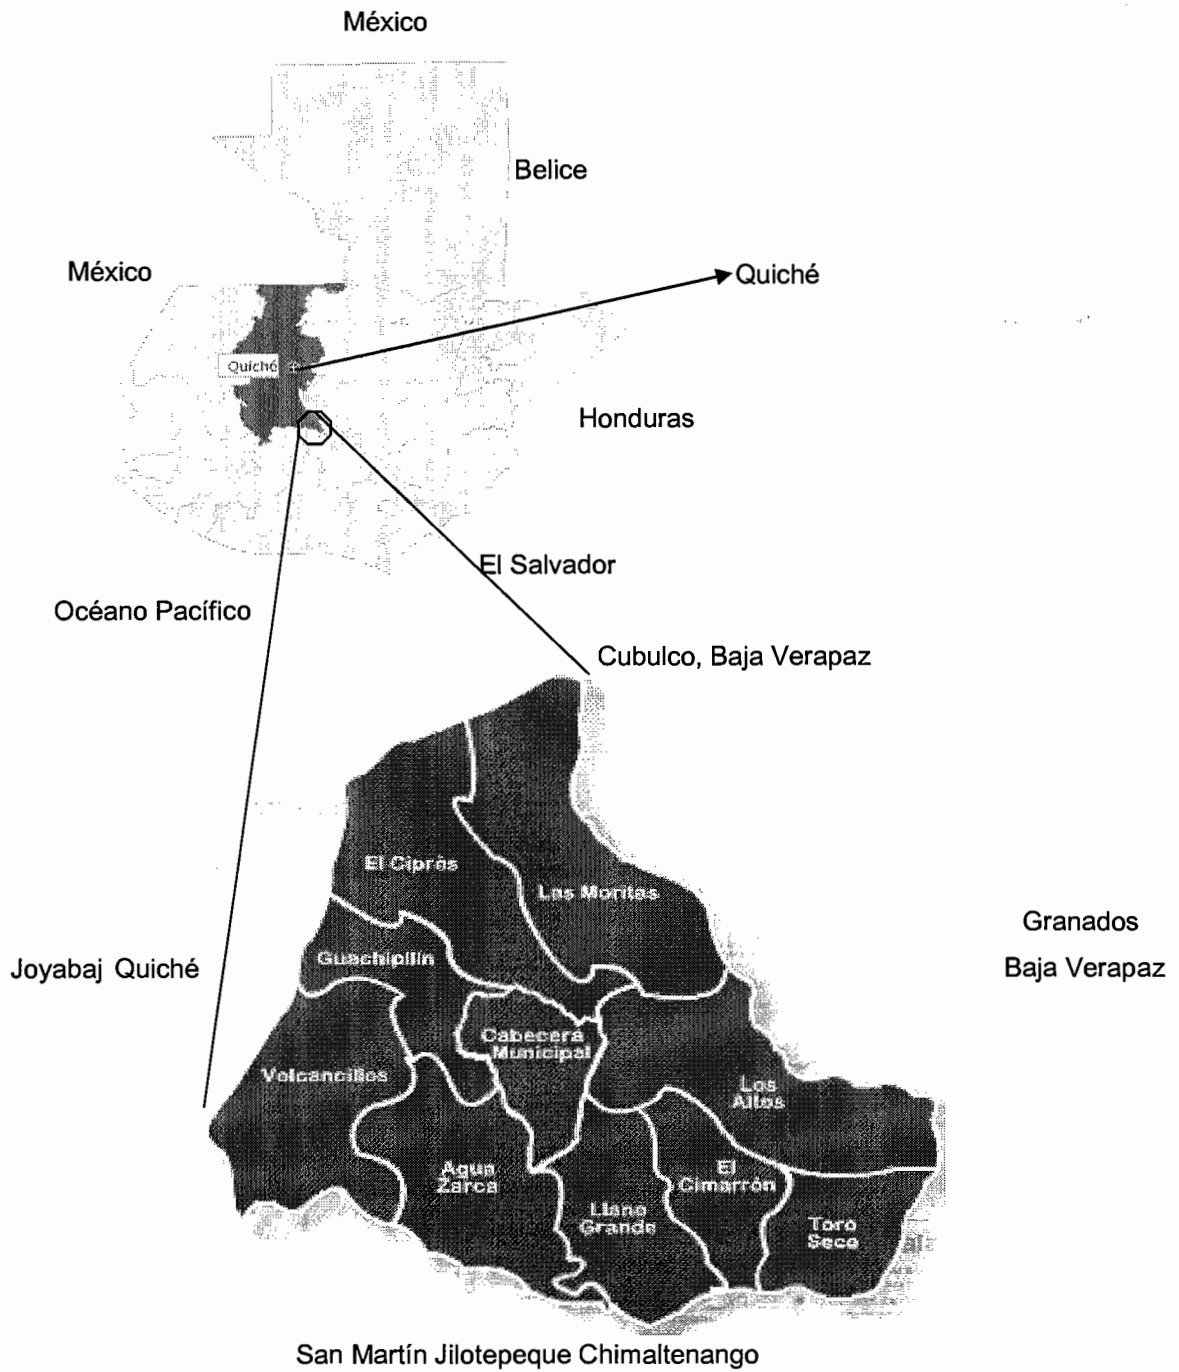 México
Belice
México
Quiché
Quiché
Honduras
El Salvador
Océano Pacífico
Cubulco, Baja Verapaz
El Ciprés
Las Moritas
Granados
Guachipilín
Joyabaj Quiché
Baja Verapaz
Cabecera
Municipal
Volcancillos
Los
Altos
Agua
Zarca
El
Cimarrón
Llano
Grande
Toro
Seco
San Martín Jilotepeque Chimaltenango